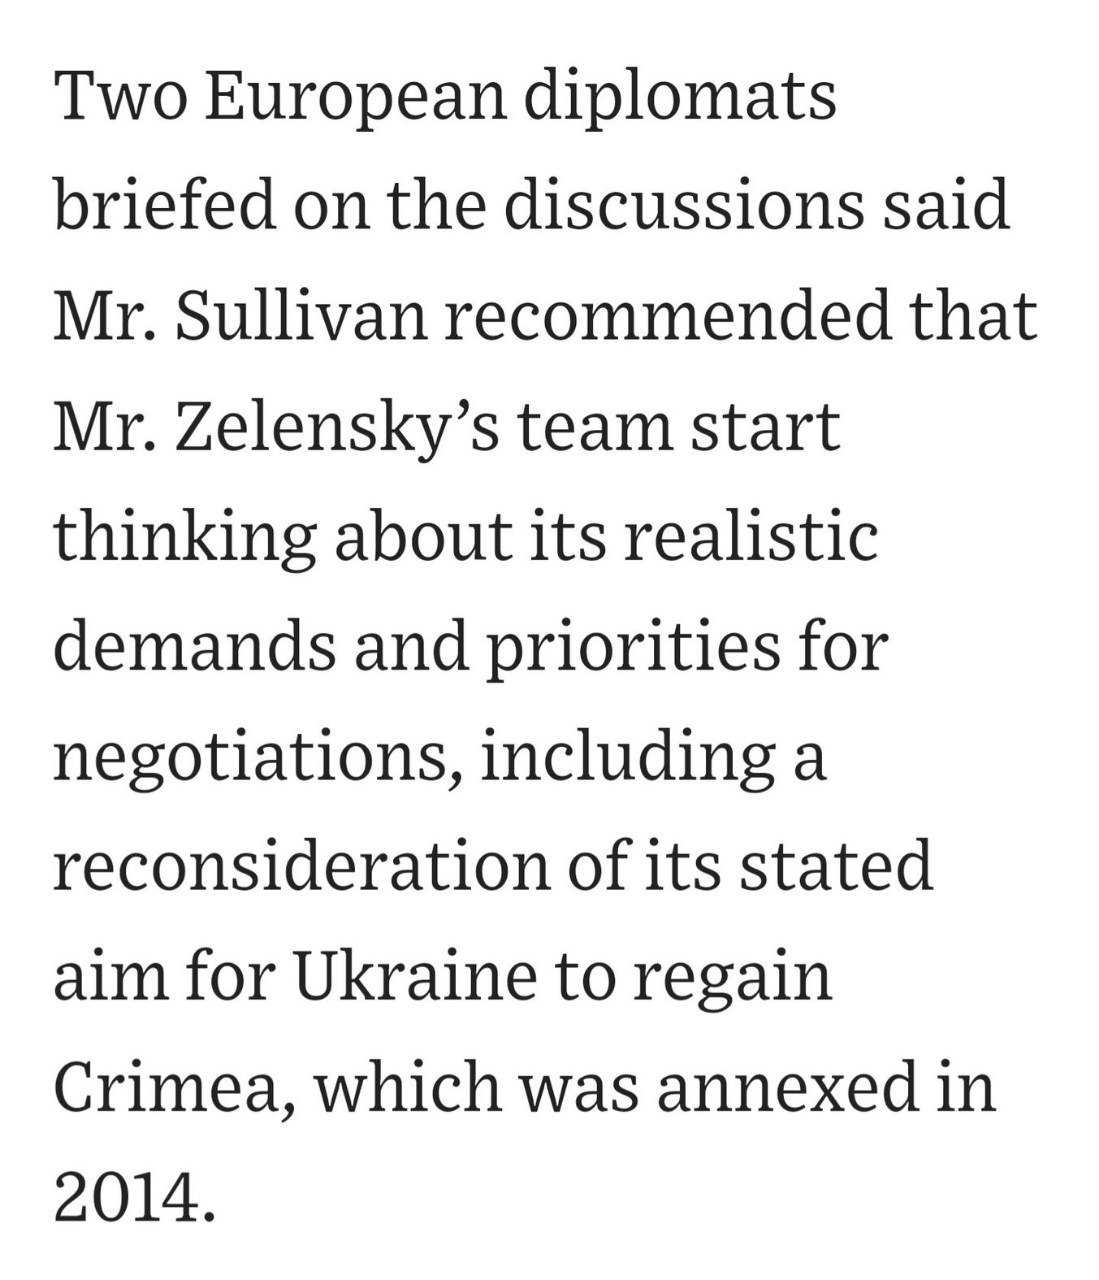 Two European diplomats
briefed on the discussions said
Mr. Sullivan recommended that
Mr. Zelensky’s team start
thinking about its realistic
demands and priorities for
negotiations, including a
reconsideration of its stated
aim for Ukraine to regain
Crimea, which was annexed in
2014.